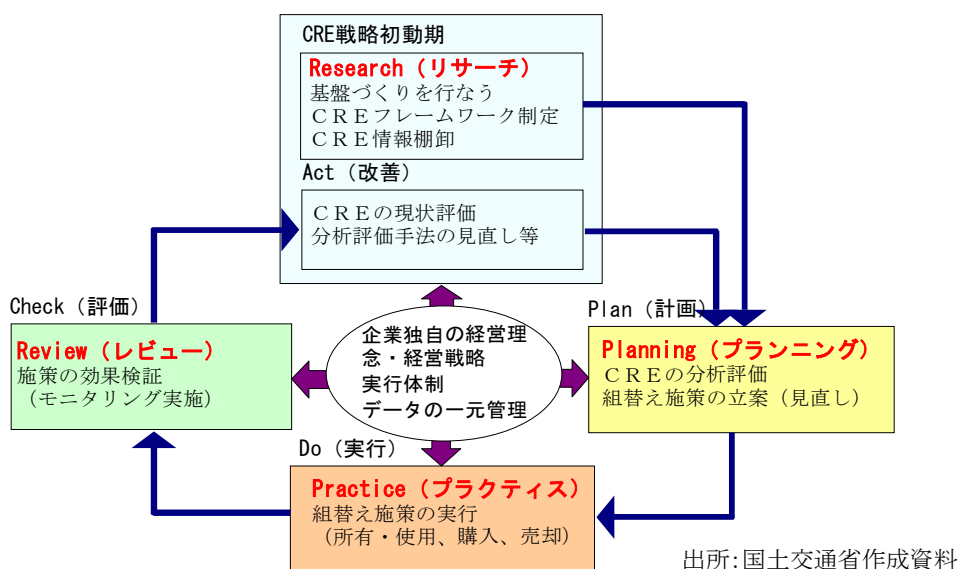 CRE戦略初動期
Research（リサーチ）
基盤づくりを行なう
ＣＲＥフレームワーク制定
ＣＲＥ情報棚卸
Act（改善）
ＣＲＥの現状評価
分析評価手法の見直し等
Check（評価）
Review（レビュー）
施策の効果検証
（モニタリング実施）
企業独自の経営理
念・経営戦略
実行体制
データの一元管理
Plan（計画）
Planning（プランニング）
ＣＲＥの分析評価
組替え施策の立案（見直し）
Do（実行）
Practice（プラクティス）
組替え施策の実行
（所有・使用、購入、売却）
出所:国土交通省作成資料